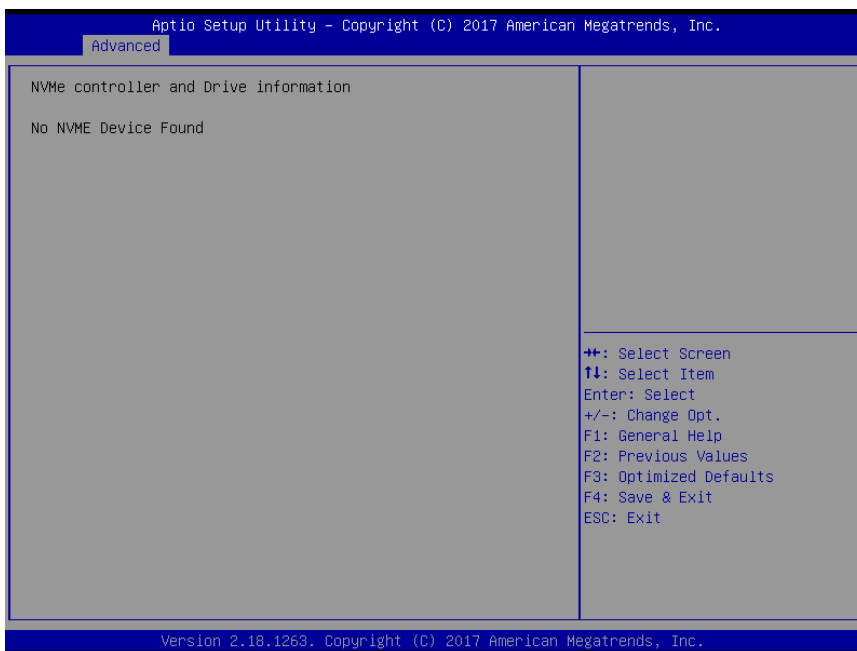 Aptio Setup Utility – Copyright (C) 2017 American Megatrends, Inc.
Advanced
NVMe controller and Drive information
No NVME Device Found
→←: Select Screen
↑↓: Select Item
Enter: Select
+/-: Change Opt.
F1: General Help
F2: Previous Values
F3: Optimized Defaults
F4: Save & Exit
ESC: Exit
Version 2.18.1263. Copyright (C) 2017 American Megatrends, Inc.